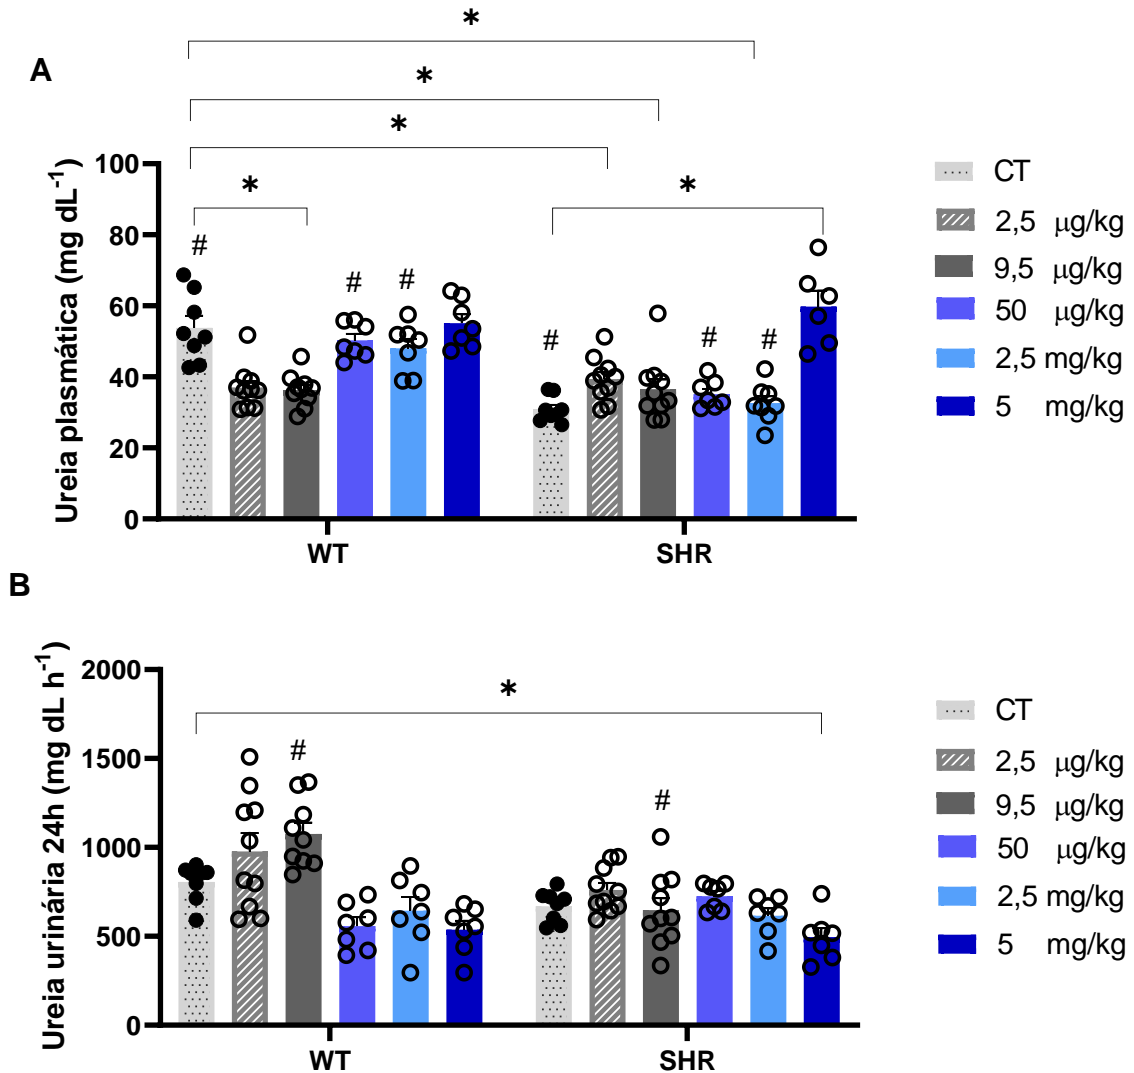 *
A
*
*
Ureia plasmática (mg dL⁻¹)
100
80
60
40
20
0
*
*
#
#
#
#
#
#
WT
SHR
CT
2,5 μg/kg
9,5 μg/kg
50 μg/kg
2,5 mg/kg
5 mg/kg
B
Ureia urinária 24h (mg dL h⁻¹)
2000
1500
1000
500
0
*
#
#
WT
SHR
CT
2,5 μg/kg
9,5 μg/kg
50 μg/kg
2,5 mg/kg
5 mg/kg